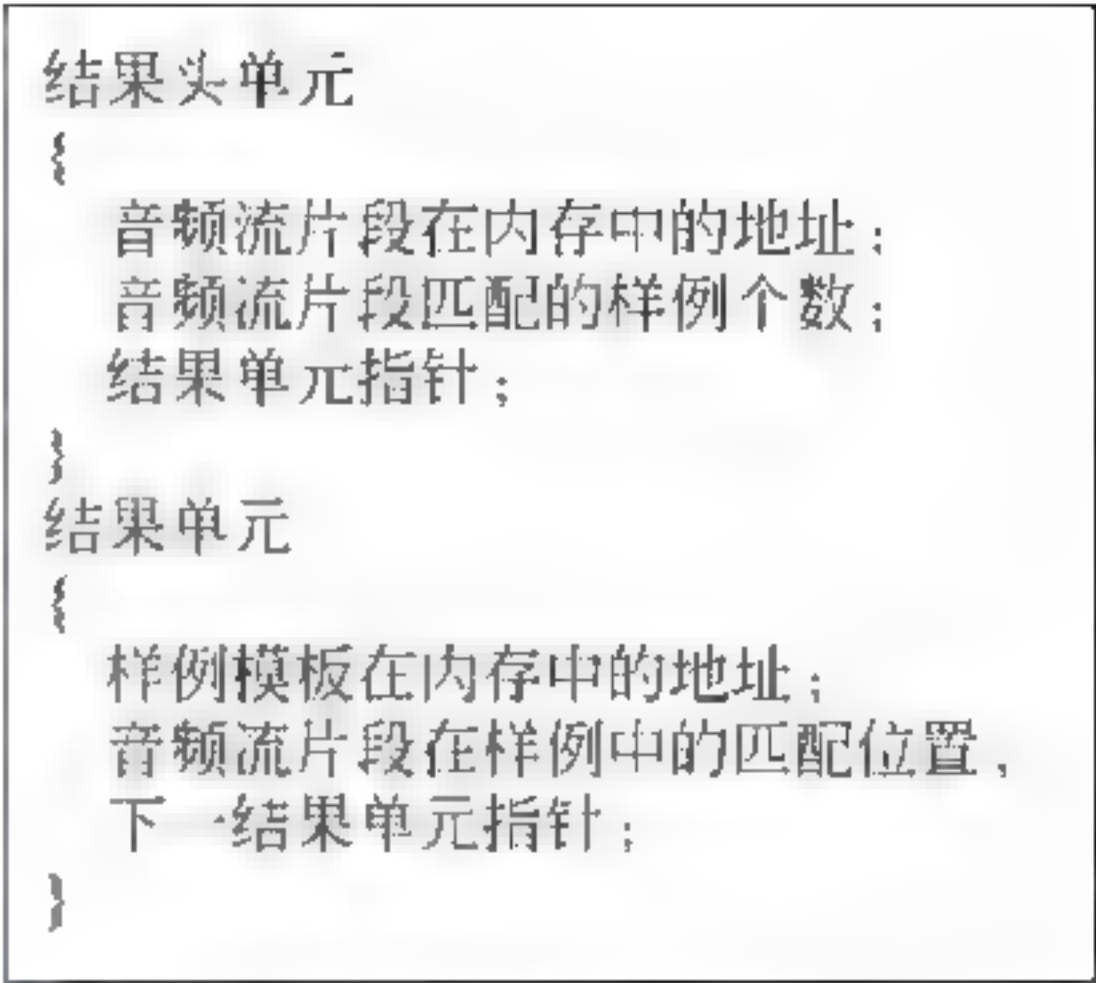 结果头单元
{
音频流片段在内存中的地址;
音频流片段匹配的样例个数;
结果单元指针;
}
结果单元
{
样例模板在内存中的地址;
音频流片段在样例中的匹配位置,
下一结果单元指针;
}